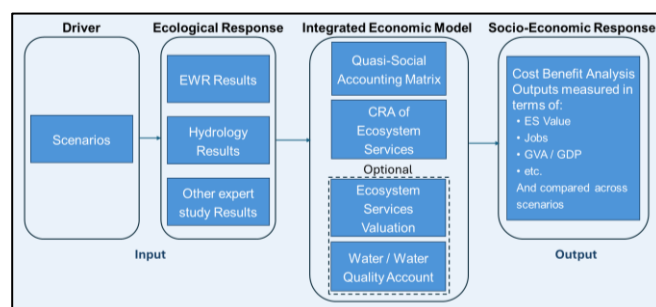 Driver
Ecological Response
Integrated Economic Model
Socio-Economic Response
Scenarios
EWR Results
Hydrology
Results
Other expert
study Results
Quasi-Social
Accounting Matrix
CRA of
Ecosystem
Services
Optional
Ecosystem
Services
Valuation
Water / Water
Quality Account
Cost Benefit Analysis
Outputs measured in
terms of:
• ES Value
• Jobs
• GVA / GDP
• etc.
And compared across
scenarios
Input
Output